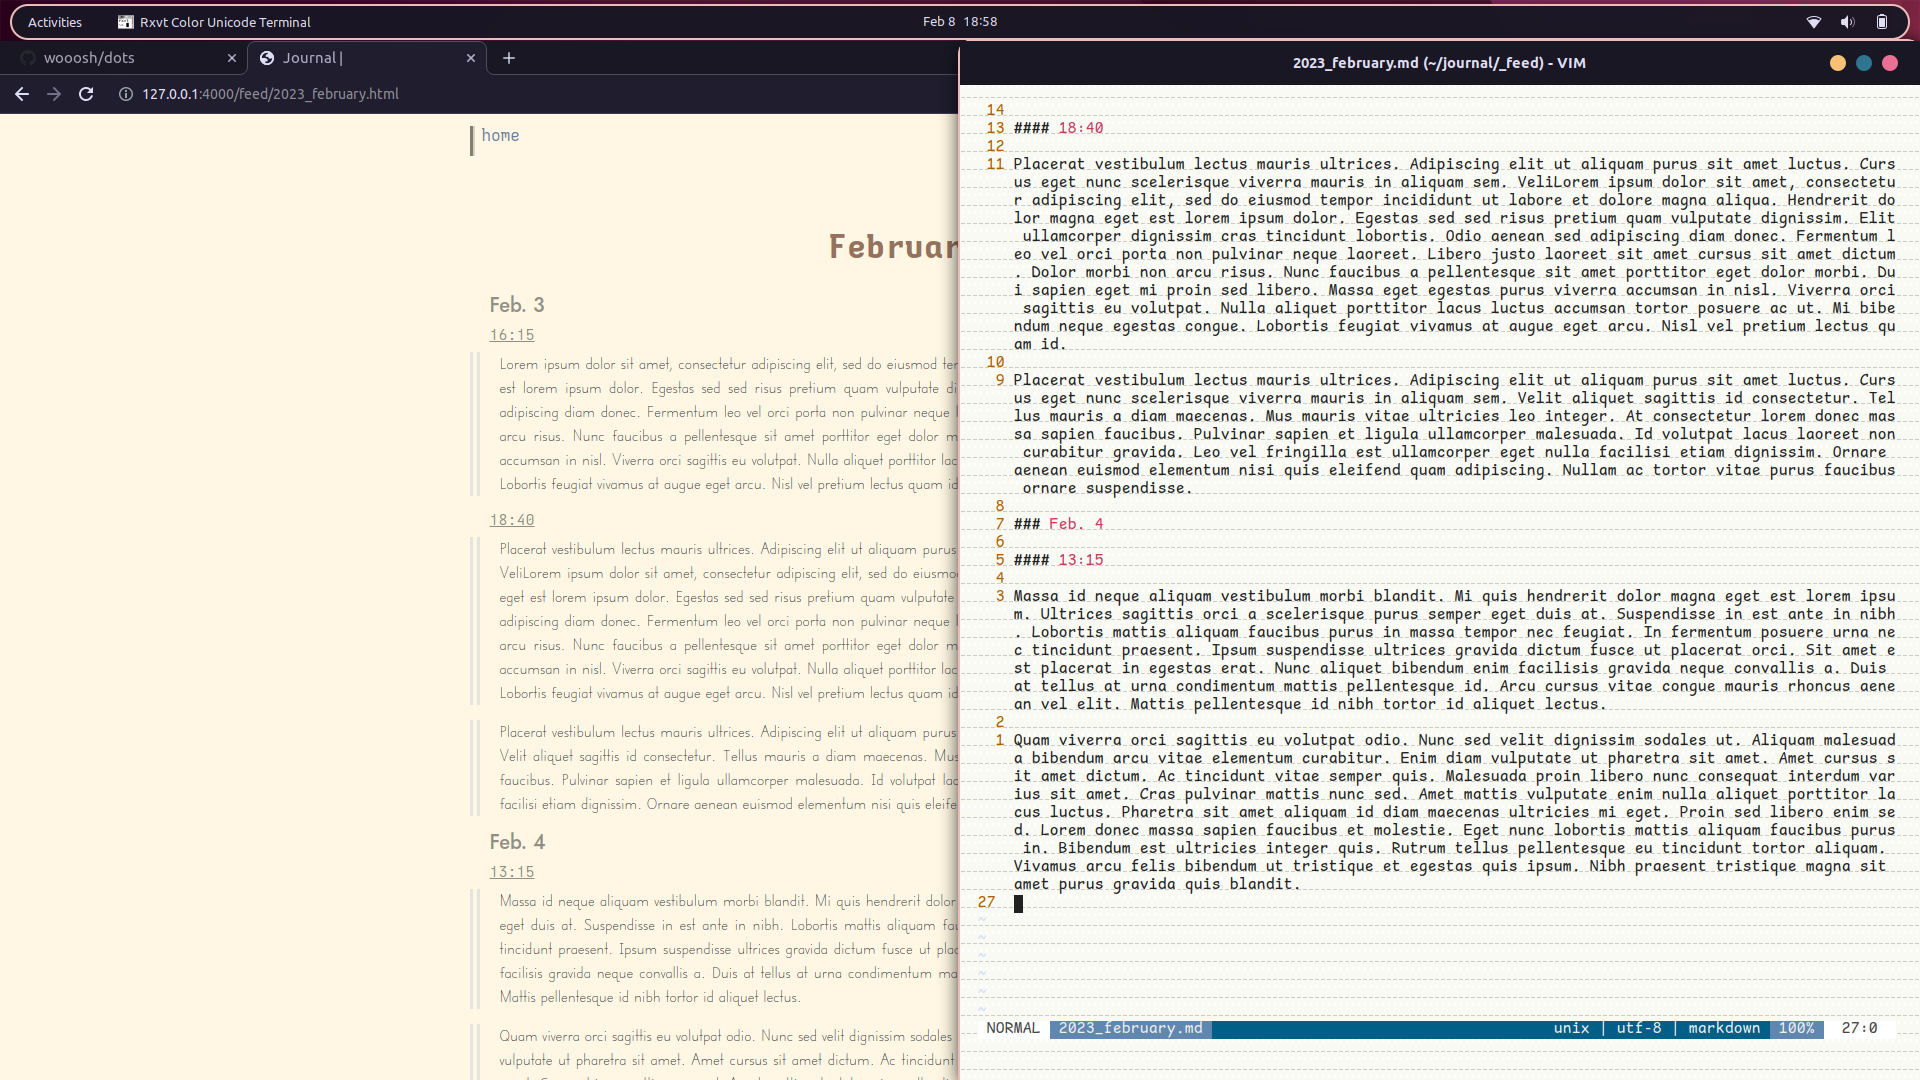 Activities
Rxvt Color Unicode Terminal
Feb 8 18:58
wooosh/dots
Journal |
127.0.0.1:4000/feed/2023_february.html
home
Februar
Feb. 3
16:15
Lorem ipsum dolor sit amet, consectetur adipiscing elit, sed do eiusmod
est lorem ipsum dolor. Egestas sed sed risus pretium quam vulputate
adipiscing diam donec. Fermentum leo vel orci porta non pulvinar neque
arcu risus. Nunc faucibus a pellentesque sit amet porttitor eget dolor
accumsan in nisl. Viverra orci sagittis eu volutpat. Nulla aliquet porttitor
Lobortis feugiat vivamus at augue eget arcu. Nisl vel pretium lectus quam
18:40
Placerat vestibulum lectus mauris ultrices. Adipiscing elit ut aliquam purus
VeliLorem ipsum dolor sit amet, consectetur adipiscing elit, sed do
eget est lorem ipsum dolor. Egestas sed sed risus pretium quam vulputate
adipiscing diam donec. Fermentum leo vel orci porta non pulvinar neque
arcu risus. Nunc faucibus a pellentesque sit amet porttitor eget dolor
accumsan in nisl. Viverra orci sagittis eu volutpat. Nulla aliquet porttitor
Lobortis feugiat vivamus at augue eget arcu. Nisl vel pretium lectus quam
Placerat vestibulum lectus mauris ultrices. Adipiscing elit ut aliquam purus
Velit aliquet sagittis id consectetur. Tellus mauris a diam maecenas. Mus
faucibus. Pulvinar sapien et ligula ullamcorper malesuada. Id volutpat
facilisi etiam dignissim. Ornare aenean euismod elementum nisi quis
Feb. 4
13:15
Massa id neque aliquam vestibulum morbi blandit. Mi quis hendrerit dolor
eget duis at. Suspendisse in est ante in nibh. Lobortis mattis aliquam
tincidunt praesent. Ipsum suspendisse ultrices gravida dictum fusce ut
facilisis gravida neque convallis a. Duis at tellus at urna condimentum
Mattis pellentesque id nibh tortor id aliquet lectus.
Quam viverra orci sagittis eu volutpat odio. Nunc sed velit dignissim sodales
vulputate ut pharetra sit amet. Amet cursus sit amet dictum. Ac tincidunt
2023_february.md (~/journal/_feed) - VIM
14
13 #### 18:40
12
11 Placerat vestibulum lectus mauris ultrices. Adipiscing elit ut aliquam purus sit amet luctus. Curs
us eget nunc scelerisque viverra mauris in aliquam sem. VeliLorem ipsum dolor sit amet, consectetu
r adipiscing elit, sed do eiusmod tempor incididunt ut labore et dolore magna aliqua. Hendrerit do
lor magna eget est lorem ipsum dolor. Egestas sed sed risus pretium quam vulputate dignissim. Elit
ullamcorper dignissim cras tincidunt lobortis. Odio aenean sed adipiscing diam donec. Fermentum l
eo vel orci porta non pulvinar neque laoreet. Libero justo laoreet sit amet cursus sit amet dictum
. Dolor morbi non arcu risus. Nunc faucibus a pellentesque sit amet porttitor eget dolor morbi. Du
i sapien eget mi proin sed libero. Massa eget egestas purus viverra accumsan in nisl. Viverra orci
sagittis eu volutpat. Nulla aliquet porttitor lacus luctus accumsan tortor posuere ac ut. Mi bibe
ndum neque egestas congue. Lobortis feugiat vivamus at augue eget arcu. Nisl vel pretium lectus qu
am id.
10
9 Placerat vestibulum lectus mauris ultrices. Adipiscing elit ut aliquam purus sit amet luctus. Curs
us eget nunc scelerisque viverra mauris in aliquam sem. Velit aliquet sagittis id consectetur. Tel
lus mauris a diam maecenas. Mus mauris vitae ultricies leo integer. At consectetur lorem donec mas
sa sapien faucibus. Pulvinar sapien et ligula ullamcorper malesuada. Id volutpat lacus laoreet non
curabitur gravida. Leo vel fringilla est ullamcorper eget nulla facilisi etiam dignissim. Ornare
aenean euismod elementum nisi quis eleifend quam adipiscing. Nullam ac tortor vitae purus faucibus
ornare suspendisse.
8
7 ### Feb. 4
6
5 #### 13:15
4
3 Massa id neque aliquam vestibulum morbi blandit. Mi quis hendrerit dolor magna eget est lorem ipsu
m. Ultrices sagittis orci a scelerisque purus semper eget duis at. Suspendisse in est ante in nibh
. Lobortis mattis aliquam faucibus purus in massa tempor nec feugiat. In fermentum posuere urna ne
c tincidunt praesent. Ipsum suspendisse ultrices gravida dictum fusce ut placerat orci. Sit amet e
st placerat in egestas erat. Nunc aliquet bibendum enim facilisis gravida neque convallis a. Duis
at tellus at urna condimentum mattis pellentesque id. Arcu cursus vitae congue mauris rhoncus aene
an vel elit. Mattis pellentesque id nibh tortor id aliquet lectus.
2
1 Quam viverra orci sagittis eu volutpat odio. Nunc sed velit dignissim sodales ut. Aliquam malesuad
a bibendum arcu vitae elementum curabitur. Enim diam vulputate ut pharetra sit amet. Amet cursus s
it amet dictum. Ac tincidunt vitae semper quis. Malesuada proin libero nunc consequat interdum var
ius sit amet. Cras pulvinar mattis nunc sed. Amet mattis vulputate enim nulla aliquet porttitor la
cus luctus. Pharetra sit amet aliquam id diam maecenas ultricies mi eget. Proin sed libero enim se
d. Lorem donec massa sapien faucibus et molestie. Eget nunc lobortis mattis aliquam faucibus purus
in. Bibendum est ultricies integer quis. Rutrum tellus pellentesque eu tincidunt tortor aliquam.
Vivamus arcu felis bibendum ut tristique et egestas quis ipsum. Nibh praesent tristique magna sit
amet purus gravida quis blandit.
27
~
~
~
~
~
~
NORMAL 2023_february.md unix | utf-8 | markdown 100% 27:0